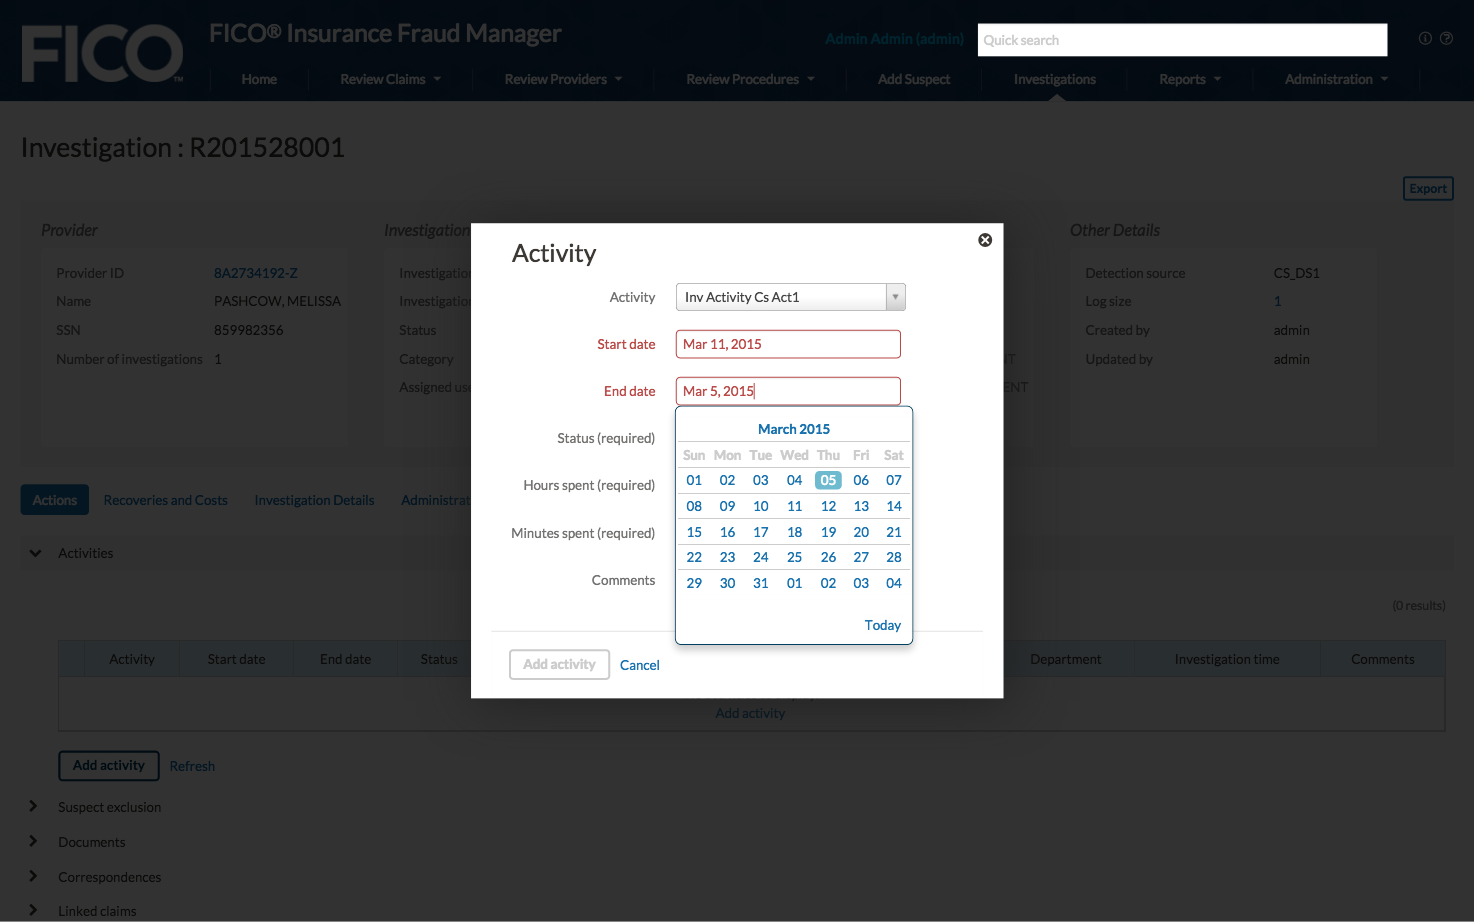 FICO™
FICO® Insurance Fraud Manager
Admin Admin (admin)
Quick search
Home
Review Claims
Review Providers
Review Procedures
Add Suspect
Investigations
Reports
Administration
Investigation : R201528001
Export
Provider
Provider ID 8A2734192-Z
Name PASHCOW, MELISSA
SSN 859982356
Number of investigations 1
Investigation
Status
Category
Other Details
Detection source CS_DS1
Log size 1
Created by admin
Updated by admin
Activity
Activity Inv Activity Cs Act1
Start date Mar 11, 2015
End date Mar 5, 2015
Status (required)
Hours spent (required)
Minutes spent (required)
Comments
March 2015
Sun Mon Tue Wed Thu Fri Sat
01 02 03 04 05 06 07
08 09 10 11 12 13 14
15 16 17 18 19 20 21
22 23 24 25 26 27 28
29 30 31 01 02 03 04
Today
Add activity Cancel
Actions Recoveries and Costs Investigation Details
Activities
(0 results)
Activity Start date End date Status Department Investigation time Comments
Add activity
Add activity Refresh
Suspect exclusion
Documents
Correspondences
Linked claims